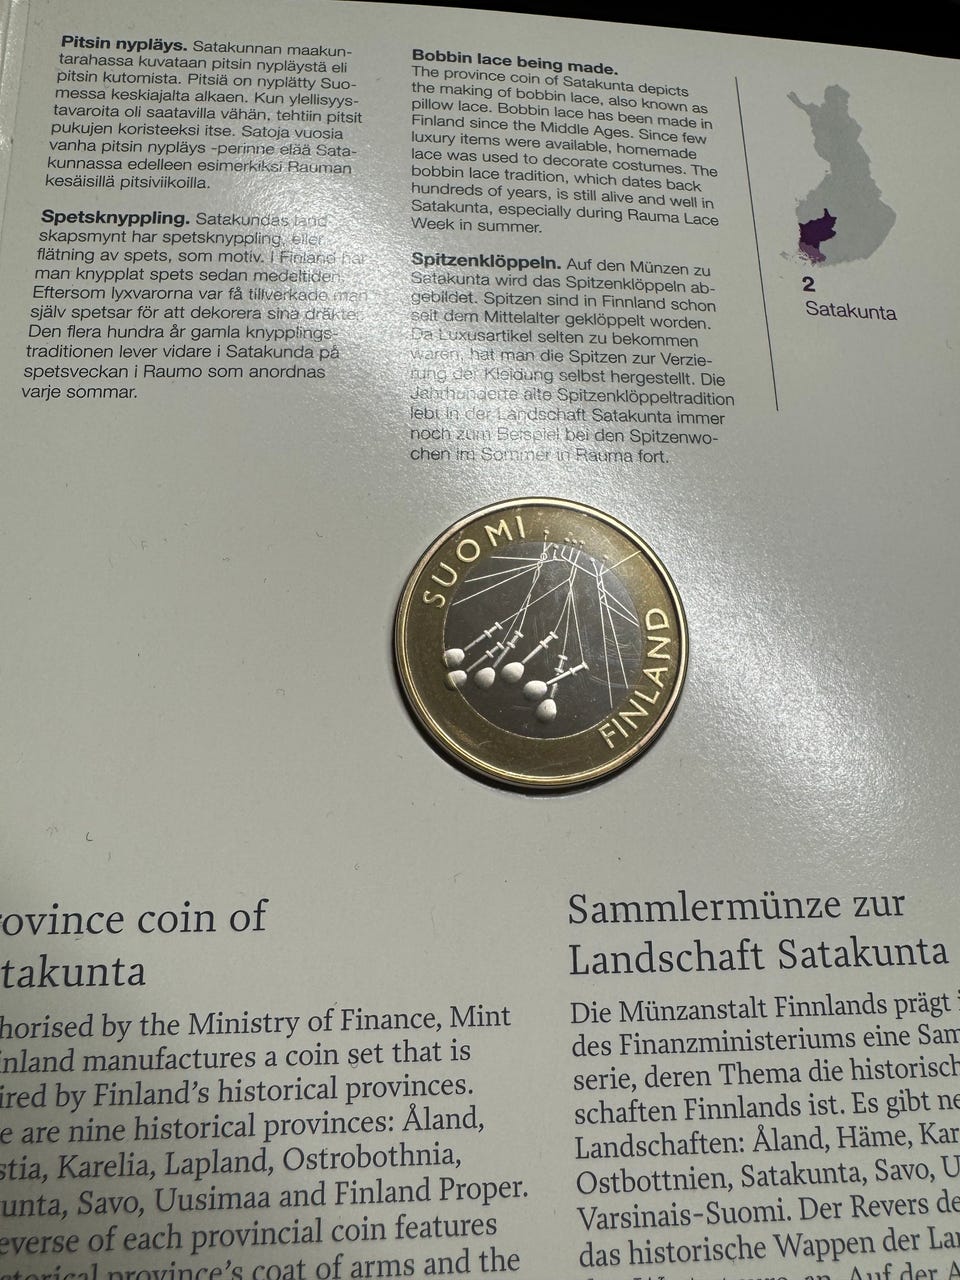 Pitsin nypläys. Satakunnan maakun-
tarahassa kuvataan pitsin nypläystä eli
pitsin kutomista. Pitsiä on nyplätty Suo-
messa keskiajalta alkaen. Kun ylellisyys-
tavaroita oli saatavilla vähän, tehtiin pitsit
pukujen koristeeksi itse. Satoja vuosia
vanha pitsin nypläys -perinne elää Sata-
kunnassa edelleen esimerkiksi Rauman
kesäisillä pitsiviikoilla.
Spetsknyppling. Satakundas land
skapsmynt har spetsknyppling, eller
flätning av spets, som motiv. I Finland har
man knypplat spets sedan medeltiden.
Eftersom lyxvarorna var få tillverkade man
själv spetsar för att dekorera sina dräkter.
Den flera hundra år gamla knypplings-
traditionen lever vidare i Satakunda på
spetsveckan i Raumo som anordnas
varje sommar.
Bobbin lace being made.
The province coin of Satakunta depicts
the making of bobbin lace, also known as
pillow lace. Bobbin lace has been made in
Finland since the Middle Ages. Since few
luxury items were available, homemade
lace was used to decorate costumes. The
bobbin lace tradition, which dates back
hundreds of years, is still alive and well in
Satakunta, especially during Rauma Lace
Week in summer.
Spitzenklöppeln. Auf den Münzen zu
Satakunta wird das Spitzenklöppeln ab-
gebildet. Spitzen sind in Finnland schon
seit dem Mittelalter geklöppelt worden.
Da Luxusartikel selten zu bekommen
waren, hat man die Spitzen zur Verzie-
rung der Kleidung selbst hergestellt. Die
Jahrhunderte alte Spitzenklöppeltradition
lebt in der Landschaft Satakunta immer
noch zum Beispiel bei den Spitzenwo-
chen im Sommer in Rauma fort.
2
Satakunta
SUOMI
FINLAND
ovince coin of
takunta
horised by the Ministry of Finance, Mint
inland manufactures a coin set that is
ired by Finland's historical provinces.
e are nine historical provinces: Åland,
stia, Karelia, Lapland, Ostrobothnia,
unta, Savo, Uusimaa and Finland Proper.
everse of each provincial coin features
storical province's coat of arms and the
Sammlermünze zur
Landschaft Satakunta
Die Münzanstalt Finnlands prägt i
des Finanzministeriums eine Sam
serie, deren Thema die historisch
schaften Finnlands ist. Es gibt ne
Landschaften: Åland, Häme, Kar
Ostbottnien, Satakunta, Savo, U
Varsinais-Suomi. Der Revers de
das historische Wappen der Lan
Auf der A